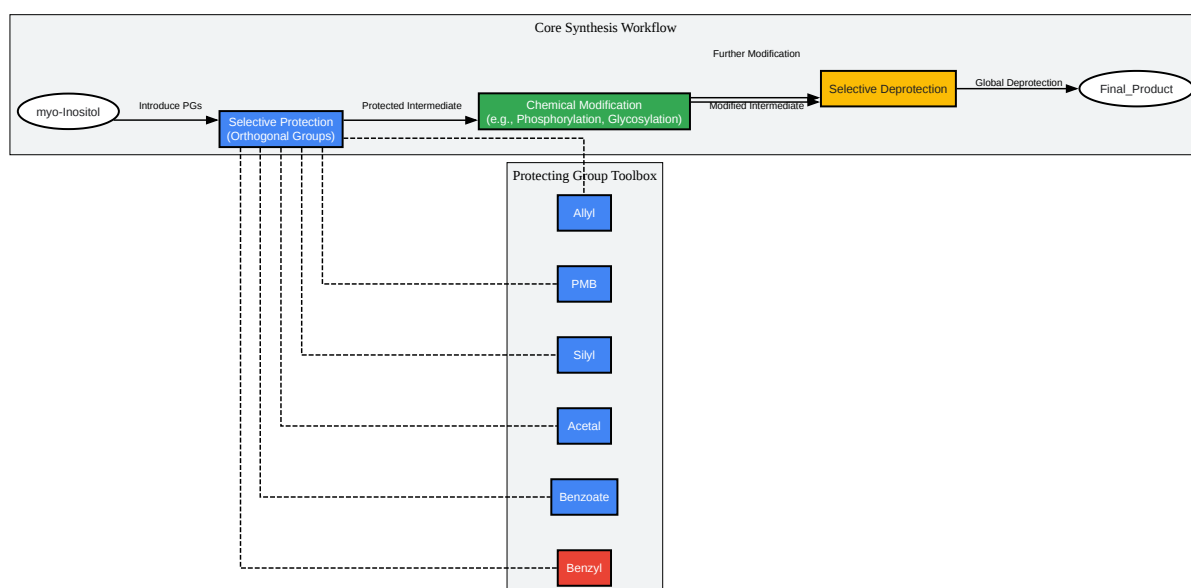 Core Synthesis Workflow
Further Modification
myo-Inositol
Introduce PGs
Selective Protection
(Orthogonal Groups)
Protected Intermediate
Chemical Modification
(e.g., Phosphorylation, Glycosylation)
Modified Intermediate
Selective Deprotection
Global Deprotection
Final_Product
Protecting Group Toolbox
Allyl
PMB
Silyl
Acetal
Benzoate
Benzyl